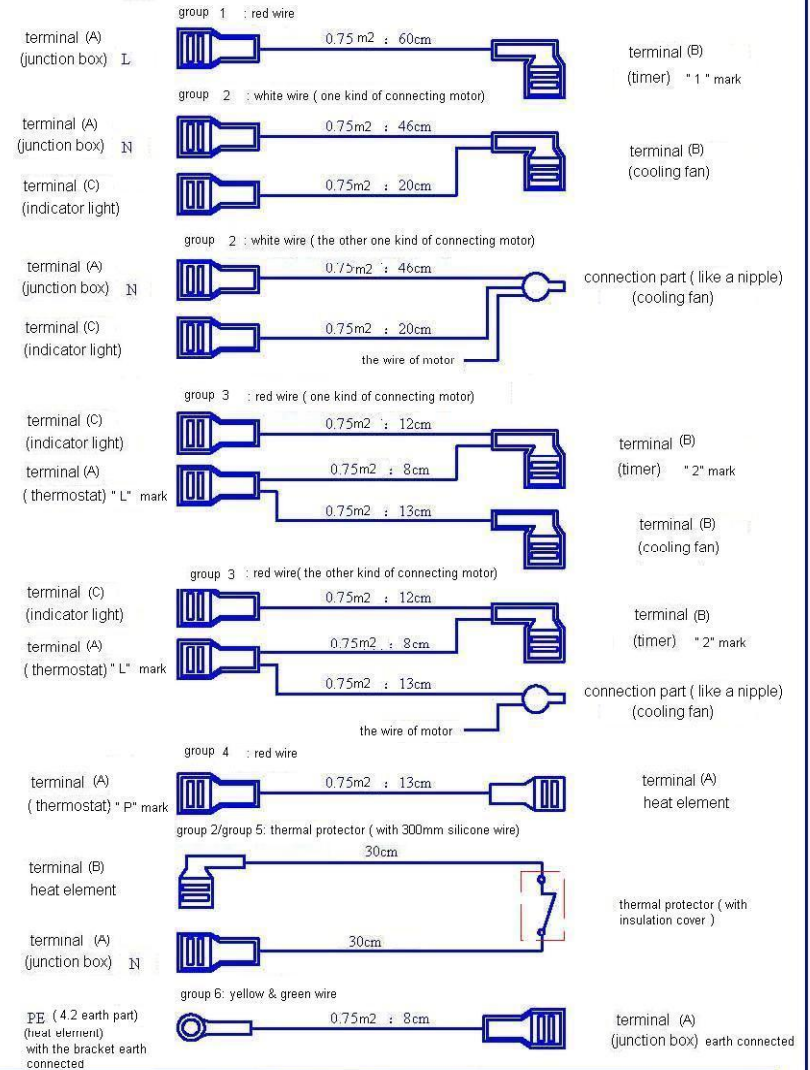 group 1 : red wire
terminal (A)
(junction box) L
0.75 m2 : 60cm
terminal (B)
(timer) "1" mark
group 2 : white wire ( one kind of connecting motor)
terminal (A)
(junction box) N
0.75m2 : 46cm
terminal (C)
(indicator light)
0.75m2 : 20cm
terminal (B)
(cooling fan)
group 2 : white wire ( the other one kind of connecting motor)
terminal (A)
(junction box) N
0.75m2 : 46cm
connection part ( like a nipple)
(cooling fan)
terminal (C)
(indicator light)
0.75m2 : 20cm
the wire of motor
group 3 : red wire ( one kind of connecting motor)
terminal (C)
(indicator light)
0.75m2 : 12cm
terminal (A)
( thermostat) "L" mark
0.75m2 : 8cm
terminal (B)
(timer) "2" mark
0.75m2 : 13cm
terminal (B)
(cooling fan)
group 3 : red wire( the other kind of connecting motor)
terminal (C)
(indicator light)
0.75m2 : 12cm
terminal (B)
(timer) "2" mark
terminal (A)
( thermostat) "L" mark
0.75m2 : 8cm
0.75m2 : 13cm
connection part ( like a nipple)
(cooling fan)
the wire of motor
group 4 : red wire
terminal (A)
( thermostat) "P" mark
0.75m2 : 13cm
terminal (A)
heat element
group 2/group 5: thermal protector ( with 300mm silicone wire)
30cm
terminal (B)
heat element
thermal protector ( with
insulation cover )
terminal (A)
(junction box) N
30cm
group 6: yellow & green wire
PE ( 4.2 earth part)
(heat element)
with the bracket earth
connected
0.75m2 : 8cm
terminal (A)
(junction box) earth connected